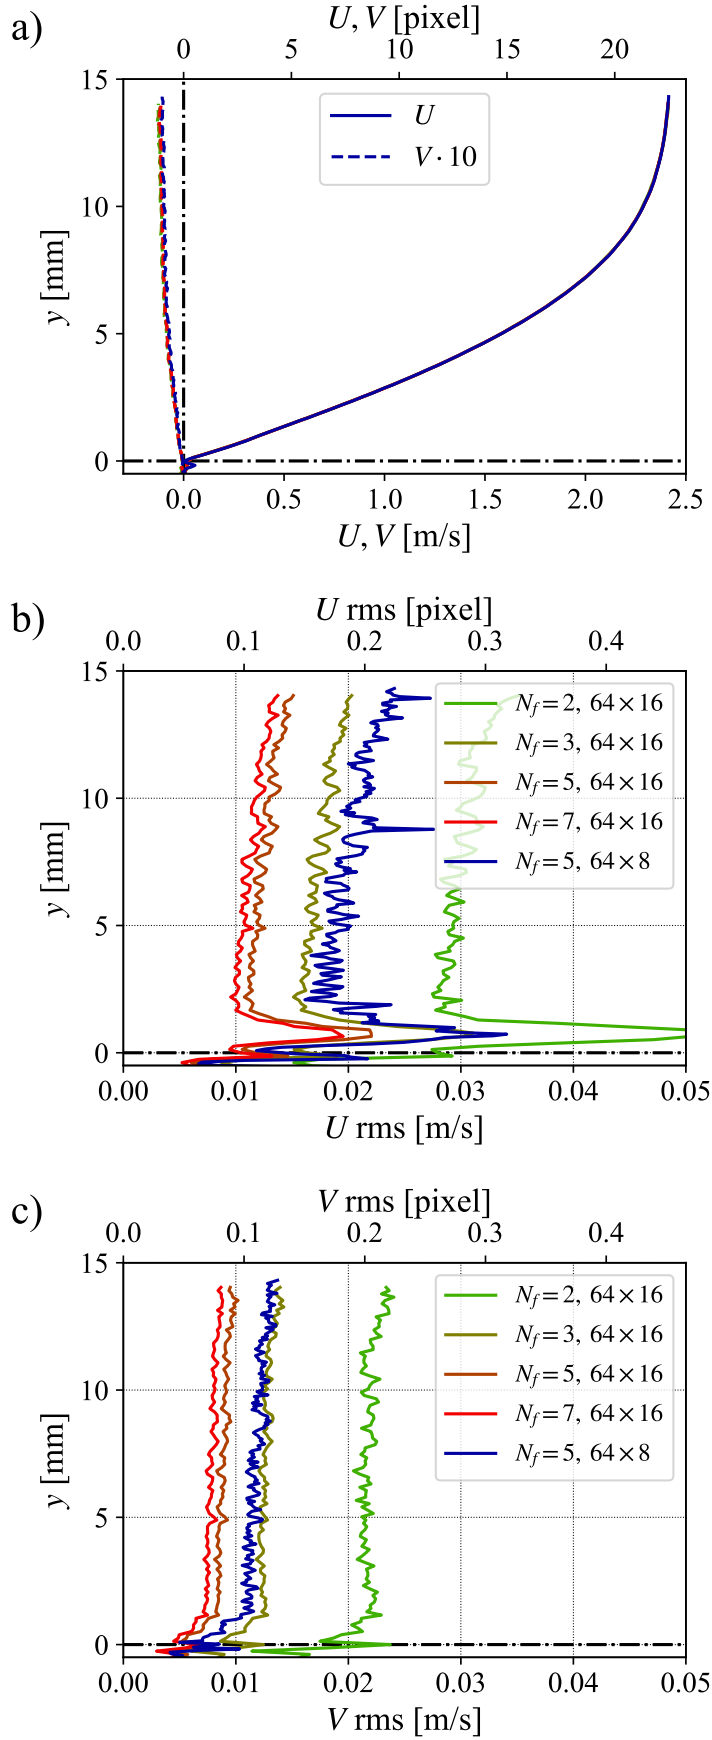 a)
U, V [pixel]
0 5 10 15 20
15
10
5
0
y [mm]
U
V · 10
0.0 0.5 1.0 1.5 2.0 2.5
U, V [m/s]
b)
U rms [pixel]
0.0 0.1 0.2 0.3 0.4
15
10
5
0
y [mm]
N_f = 2, 64×16
N_f = 3, 64×16
N_f = 5, 64×16
N_f = 7, 64×16
N_f = 5, 64×8
0.00 0.01 0.02 0.03 0.04 0.05
U rms [m/s]
c)
V rms [pixel]
0.0 0.1 0.2 0.3 0.4
15
10
5
0
y [mm]
N_f = 2, 64×16
N_f = 3, 64×16
N_f = 5, 64×16
N_f = 7, 64×16
N_f = 5, 64×8
0.00 0.01 0.02 0.03 0.04 0.05
V rms [m/s]